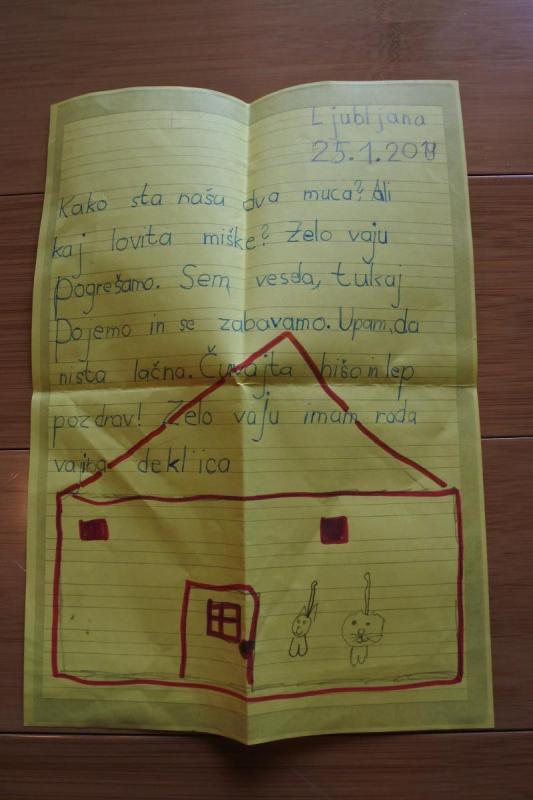 Ljubljana
25.1.2011
Kako sta naša dva muca? Ali
kaj lovita miške? Zelo vaju
pogrešamo. Sem vesela, tukaj
pojemo in se zabavamo. Upam, da
nista lačna. Čuvajta hišo in lep
pozdrav! Zelo vaju imam rada
vajina deklica